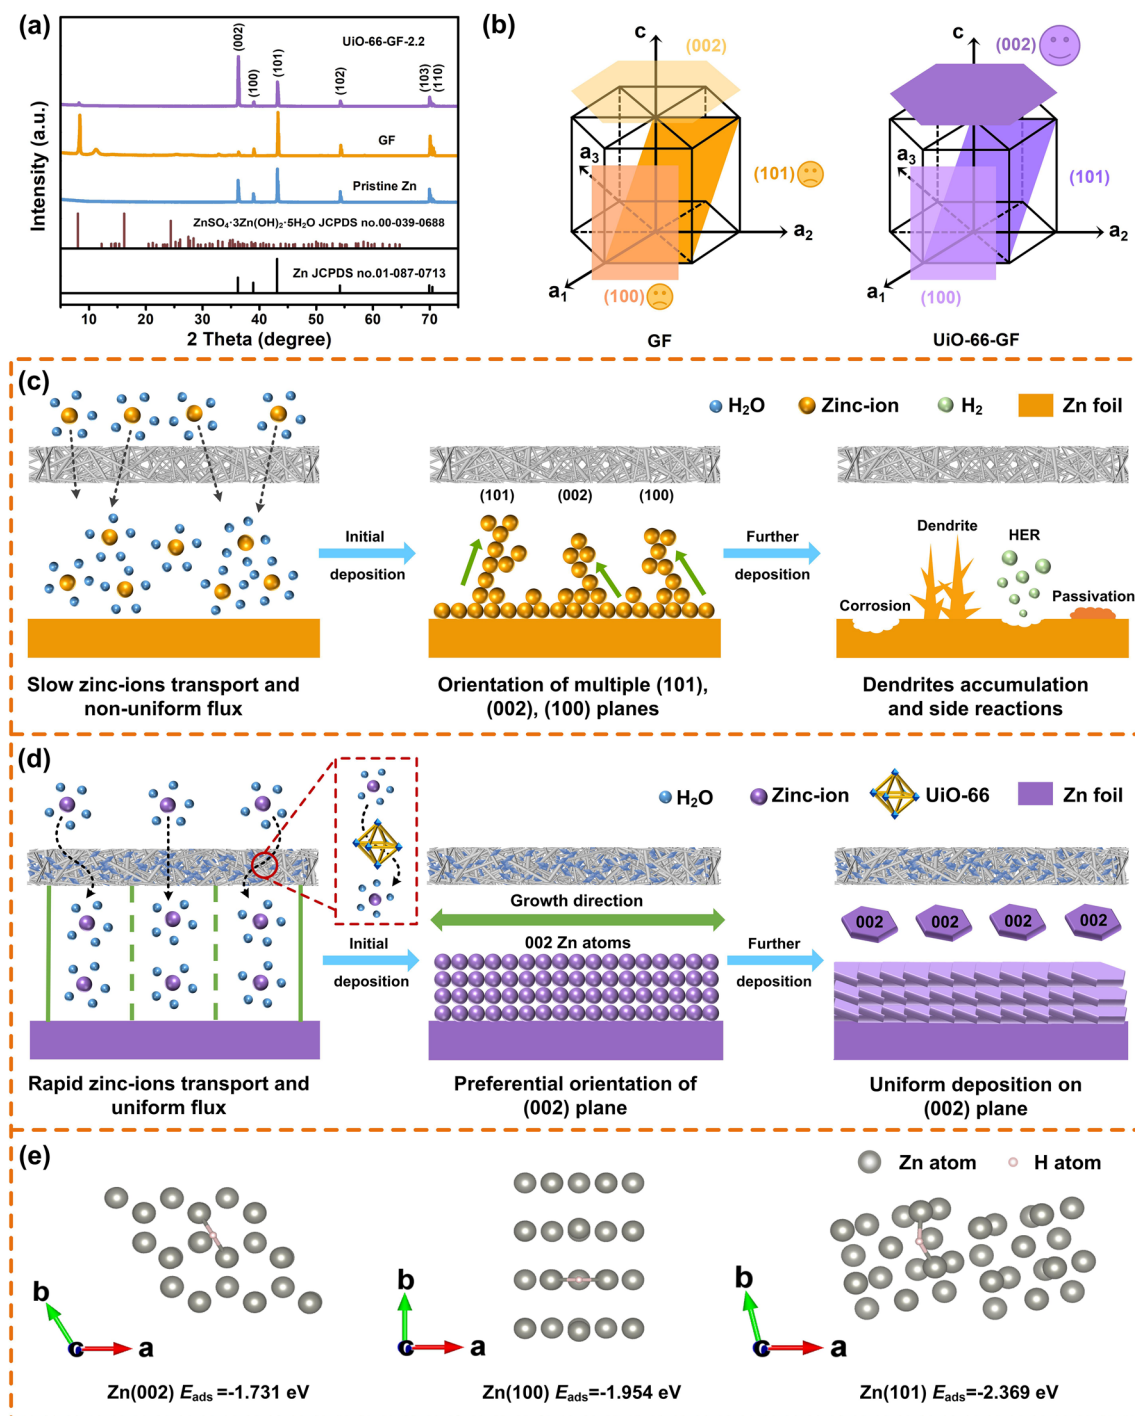 (a)
(002)
UiO-66-GF-2.2
(100)
(101)
(102)
(103)
(110)
GF
Pristine Zn
ZnSO₄·3Zn(OH)₂·5H₂O JCPDS no.00-039-0688
Zn JCPDS no.01-087-0713
Intensity (a.u.)
10 20 30 40 50 60 70
2 Theta (degree)
(b)
c
(002)
a₃
(101)
a₂
a₁
(100)
GF
c
(002)
a₃
(101)
a₂
a₁
(100)
UiO-66-GF
(c)
H₂O
Zinc-ion
H₂
Zn foil
Initial
deposition
(101)
(002)
(100)
Further
deposition
Dendrite
HER
Corrosion
Passivation
Slow zinc-ions transport and
non-uniform flux
Orientation of multiple (101),
(002), (100) planes
Dendrites accumulation
and side reactions
(d)
H₂O
Zinc-ion
UiO-66
Zn foil
Initial
deposition
Growth direction
002 Zn atoms
Further
deposition
002
002
002
002
Rapid zinc-ions transport and
uniform flux
Preferential orientation of
(002) plane
Uniform deposition on
(002) plane
(e)
Zn atom
H atom
b
c
a
b
c
a
b
c
a
Zn(002) Eads =-1.731 eV
Zn(100) Eads=-1.954 eV
Zn(101) Eads=-2.369 eV